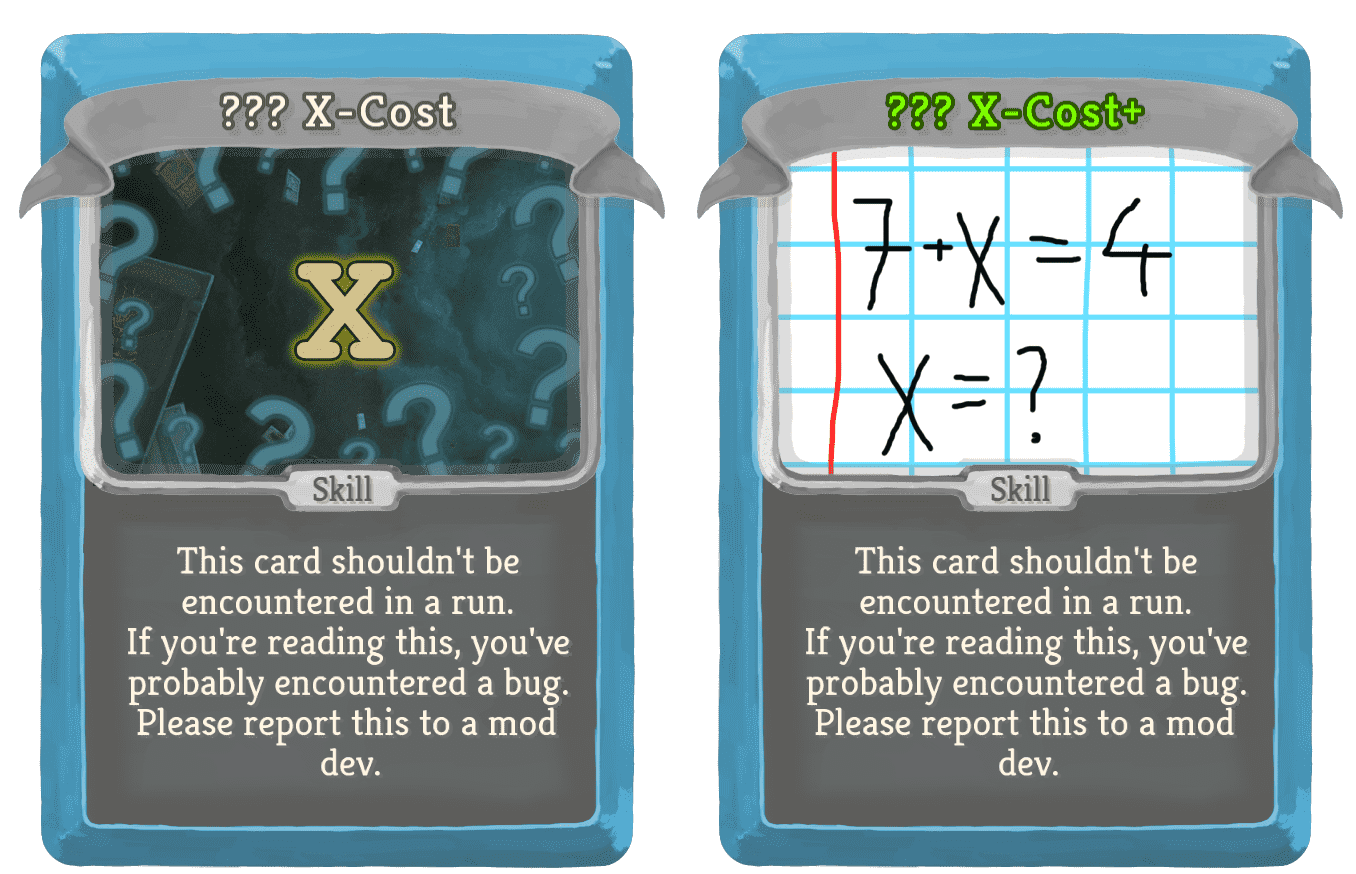 ??? X-Cost
X
Skill
This card shouldn't be
encountered in a run.
If you're reading this, you've
probably encountered a bug.
Please report this to a mod
dev.
??? X-Cost+
7+X=4
X=?
Skill
This card shouldn't be
encountered in a run.
If you're reading this, you've
probably encountered a bug.
Please report this to a mod
dev.